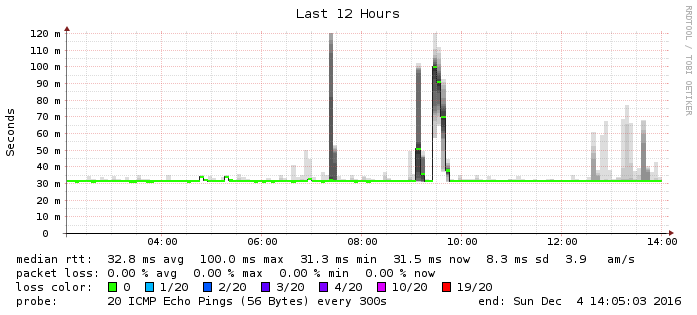 Last 12 Hours
RRDTOOL / TOBI OETIKER
Seconds
120 m
110 m
100 m
90 m
80 m
70 m
60 m
50 m
40 m
30 m
20 m
10 m
0
04:00 06:00 08:00 10:00 12:00 14:00
median rtt: 32.8 ms avg 100.0 ms max 31.3 ms min 31.5 ms now 8.3 ms sd 3.9 am/s
packet loss: 0.00 % avg 0.00 % max 0.00 % min 0.00 % now
loss color: 0 1/20 2/20 3/20 4/20 10/20 19/20
probe: 20 ICMP Echo Pings (56 Bytes) every 300s end: Sun Dec 4 14:05:03 2016